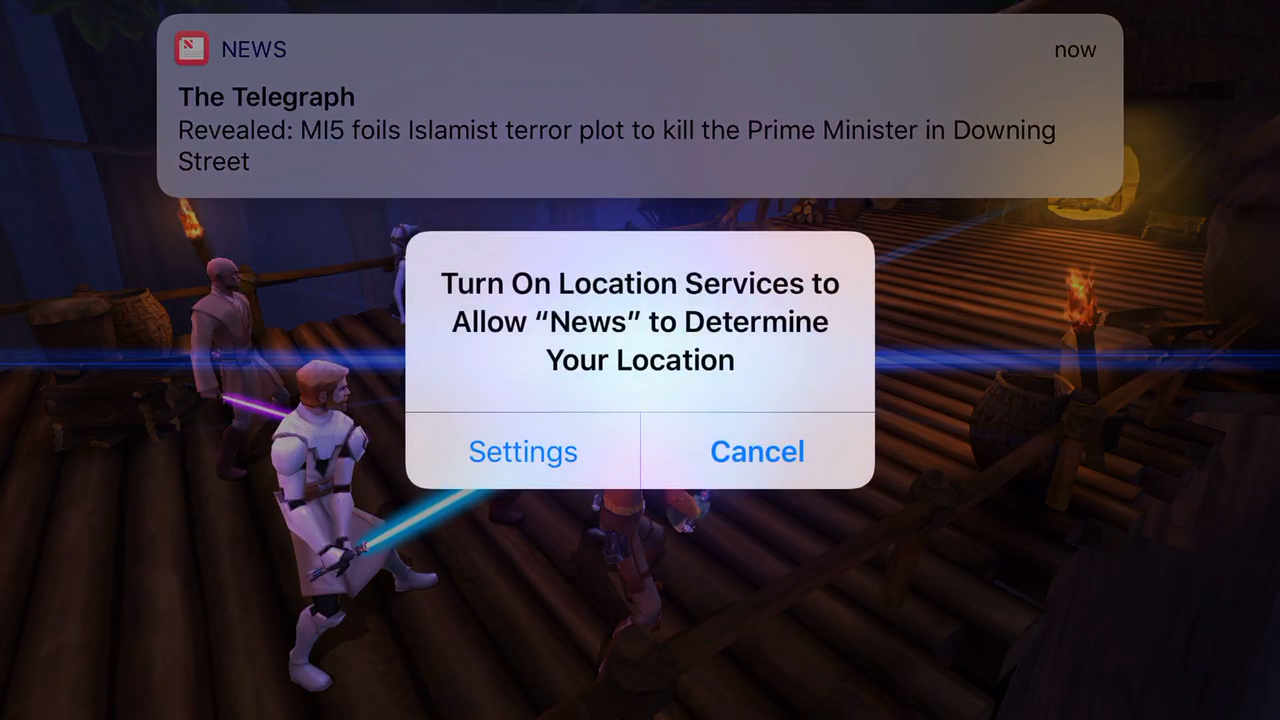 NEWS
now
The Telegraph
Revealed: MI5 foils Islamist terror plot to kill the Prime Minister in Downing
Street
Turn On Location Services to
Allow “News” to Determine
Your Location
Settings
Cancel